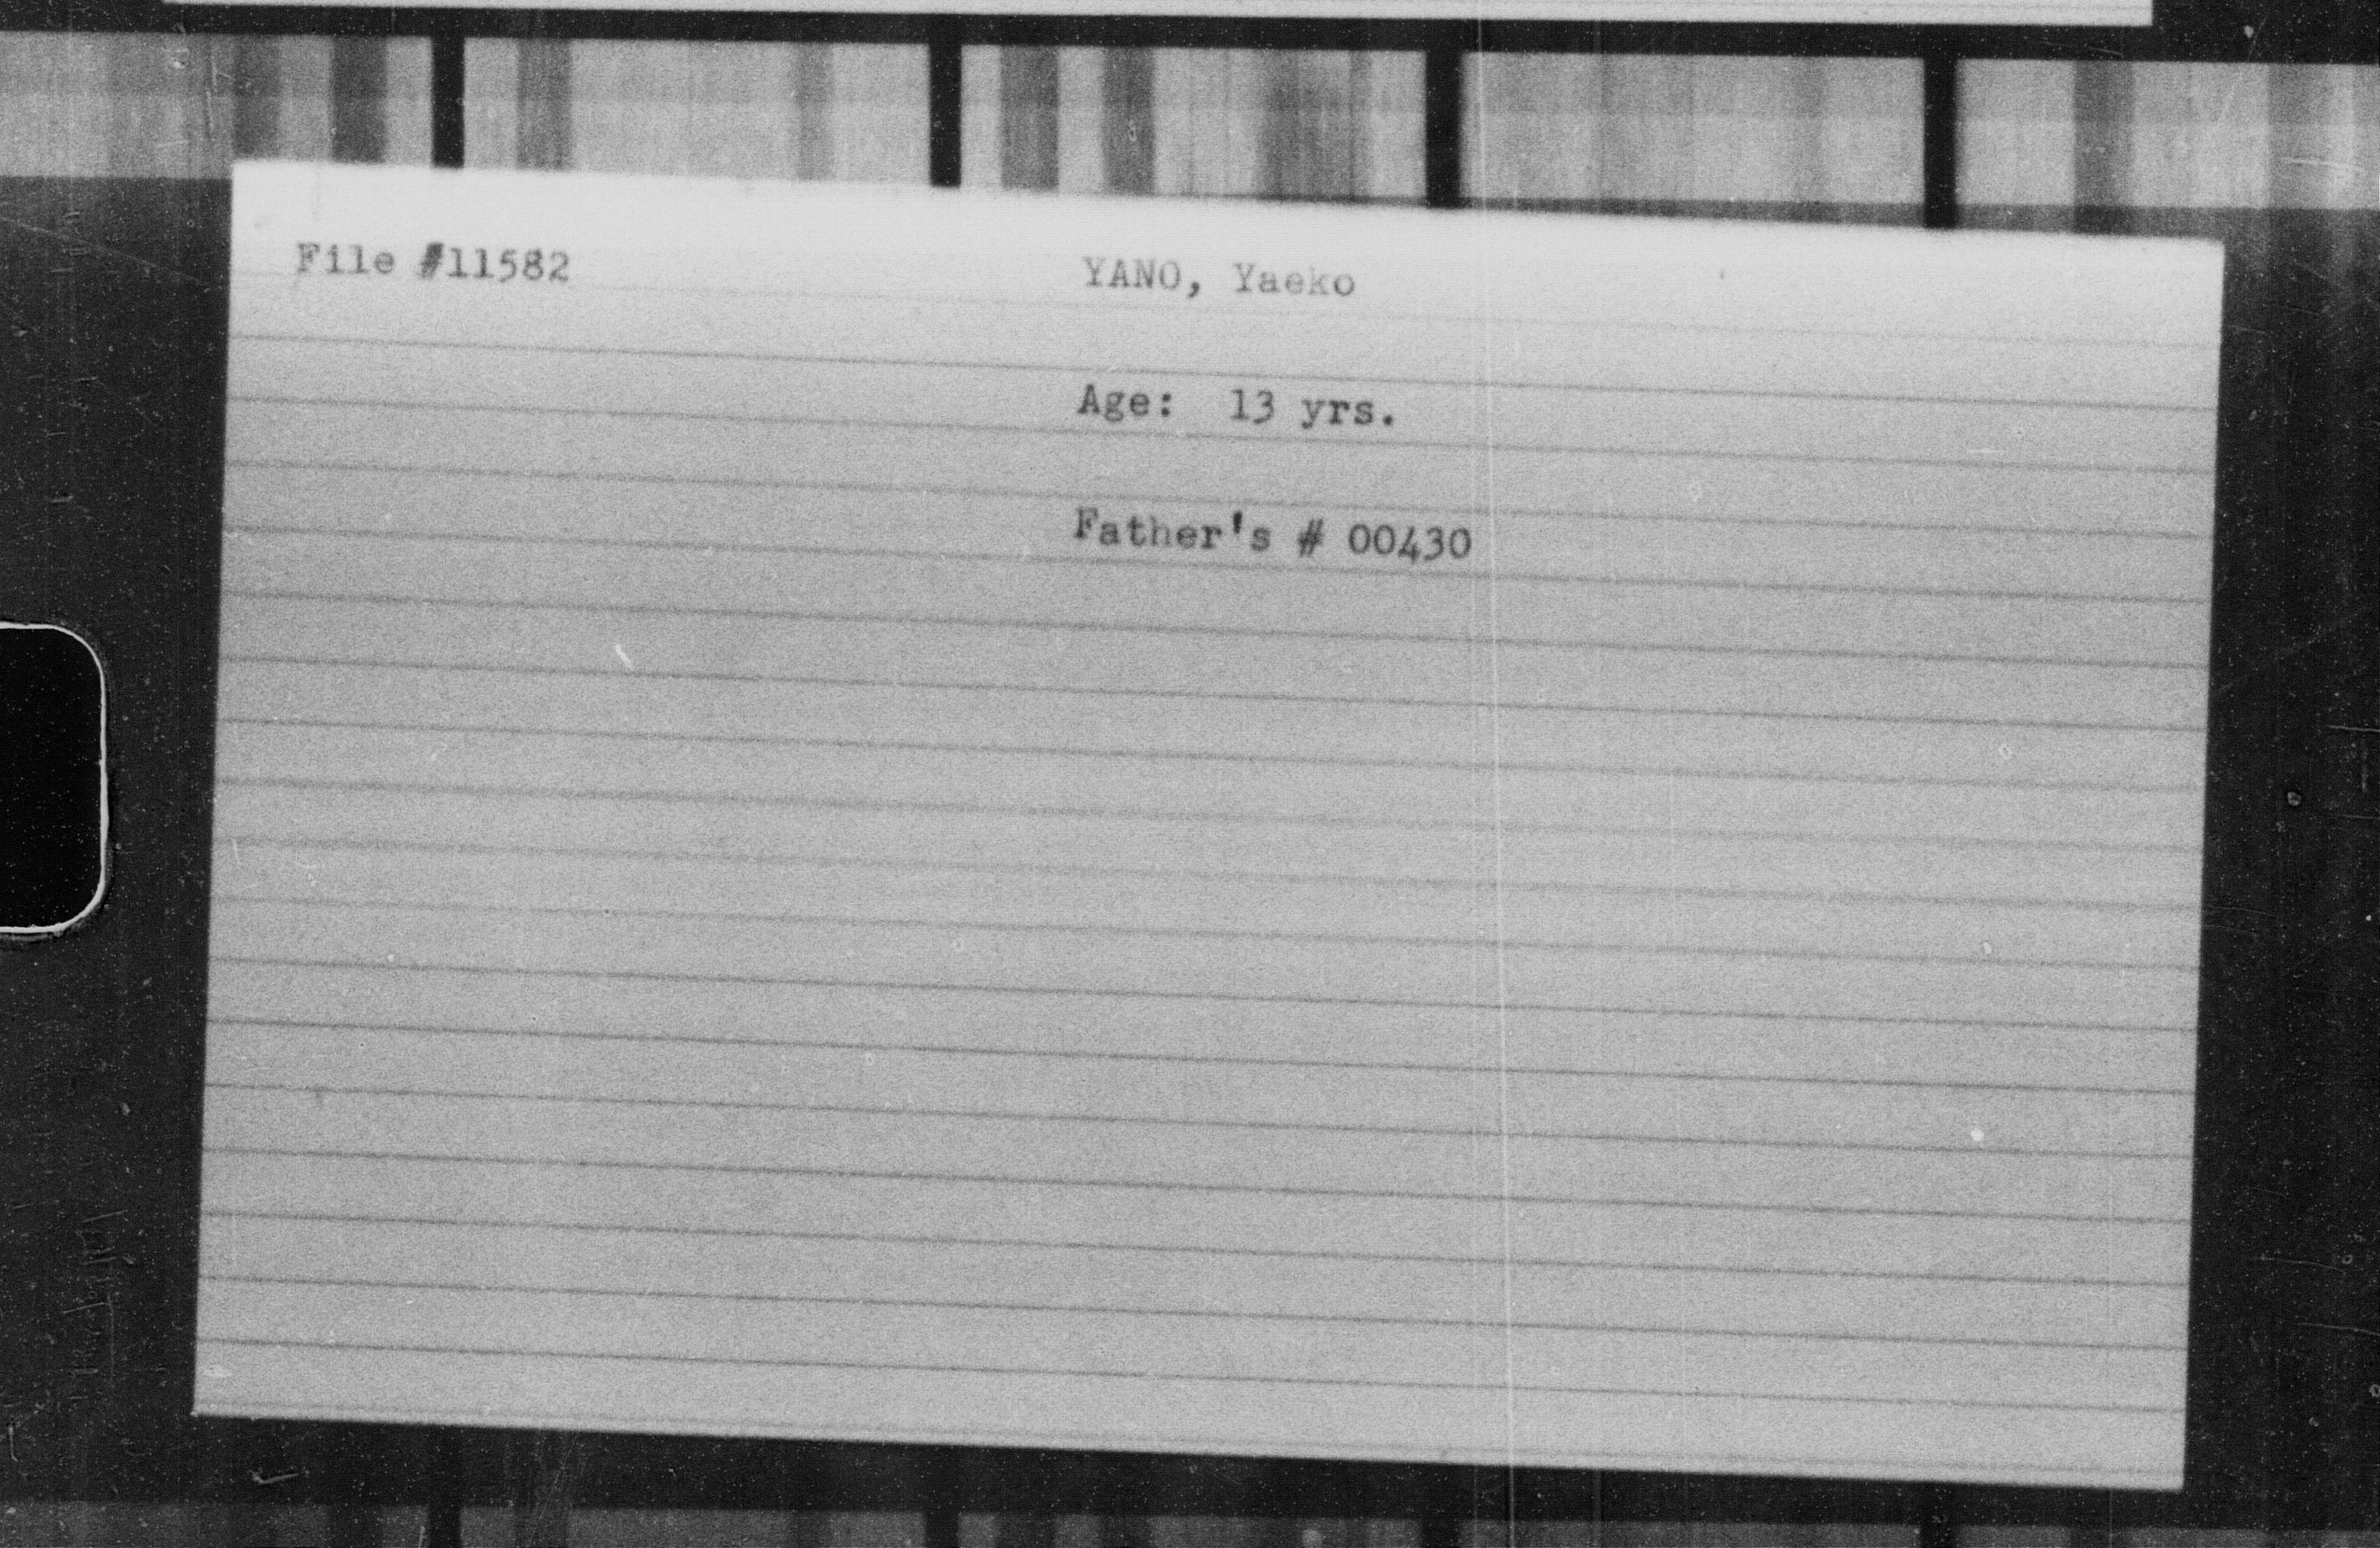 File #11582 YANO, Yaeko
Age: 13 yrs.
Father's # 00430